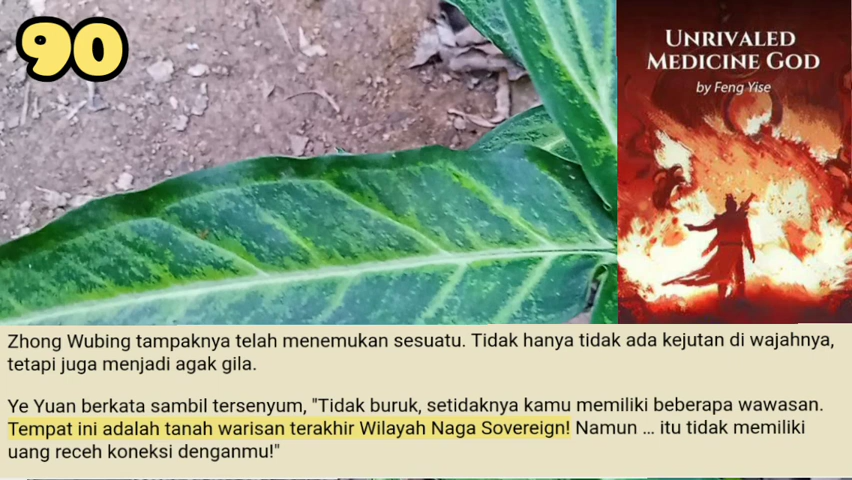 90
UNRIVALED
MEDICINE GOD
by Feng Yise
Zhong Wubing tampaknya telah menemukan sesuatu. Tidak hanya tidak ada kejutan di wajahnya,
tetapi juga menjadi agak gila.
Ye Yuan berkata sambil tersenyum, "Tidak buruk, setidaknya kamu memiliki beberapa wawasan.
Tempat ini adalah tanah warisan terakhir Wilayah Naga Sovereign! Namun ... itu tidak memiliki
uang receh koneksi denganmu!"